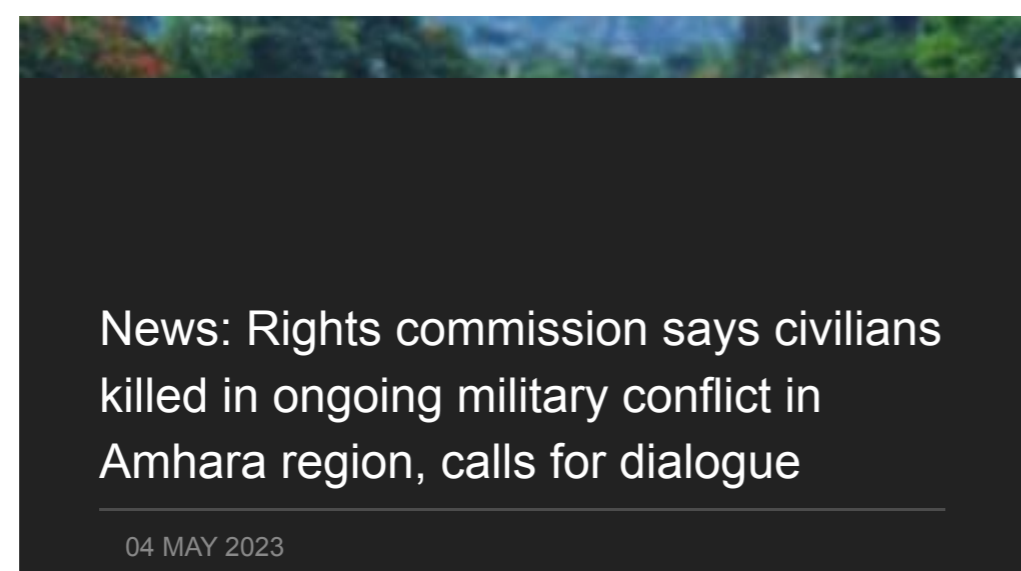 News: Rights commission says civilians
killed in ongoing military conflict in
Amhara region, calls for dialogue
04 MAY 2023